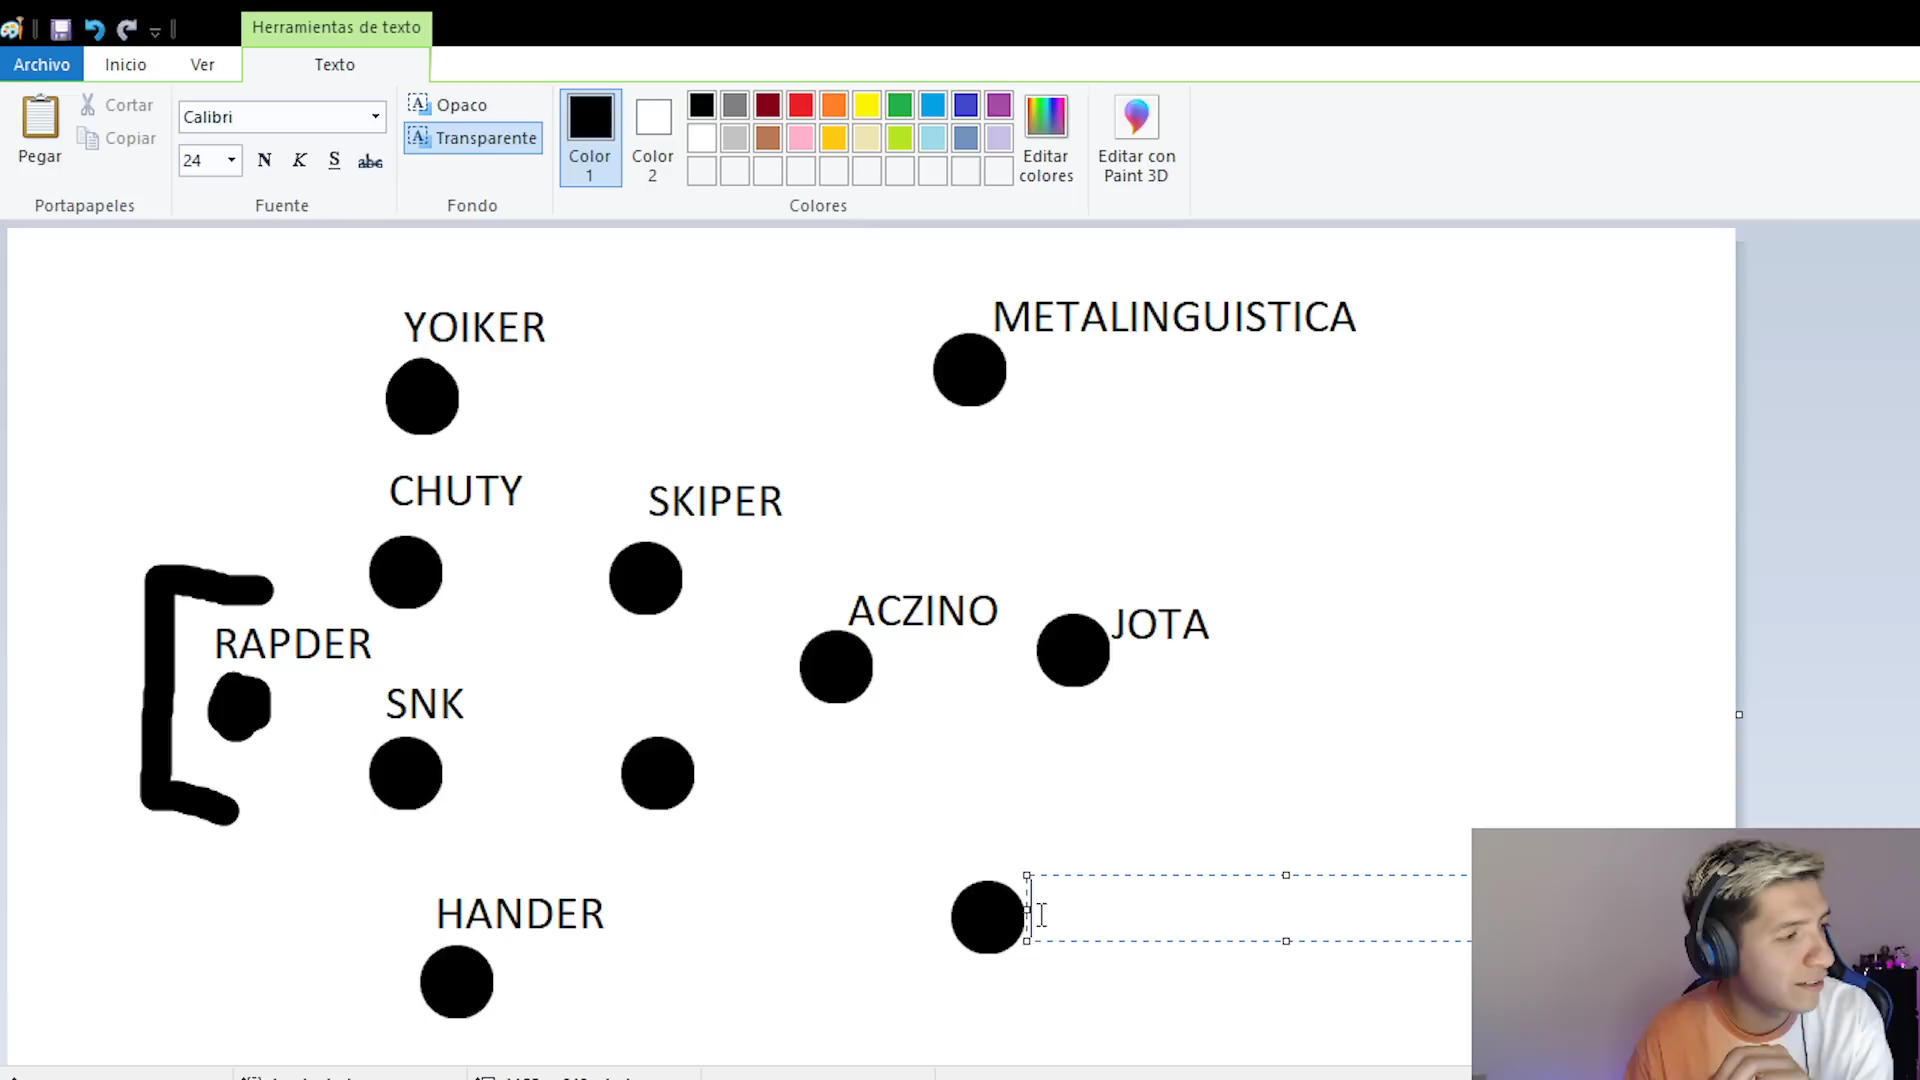 Herramientas de texto
Archivo
Inicio
Ver
Texto
Pegar
Cortar
Copiar
Portapapeles
Calibri
24
N K S abc
Fuente
Opaco
Transparente
Fondo
Color
1
Color
2
Editar
colores
Colores
Editar con
Paint 3D
YOIKER
METALINGUISTICA
CHUTY
SKIPER
ACZINO
JOTA
RAPDER
SNK
HANDER